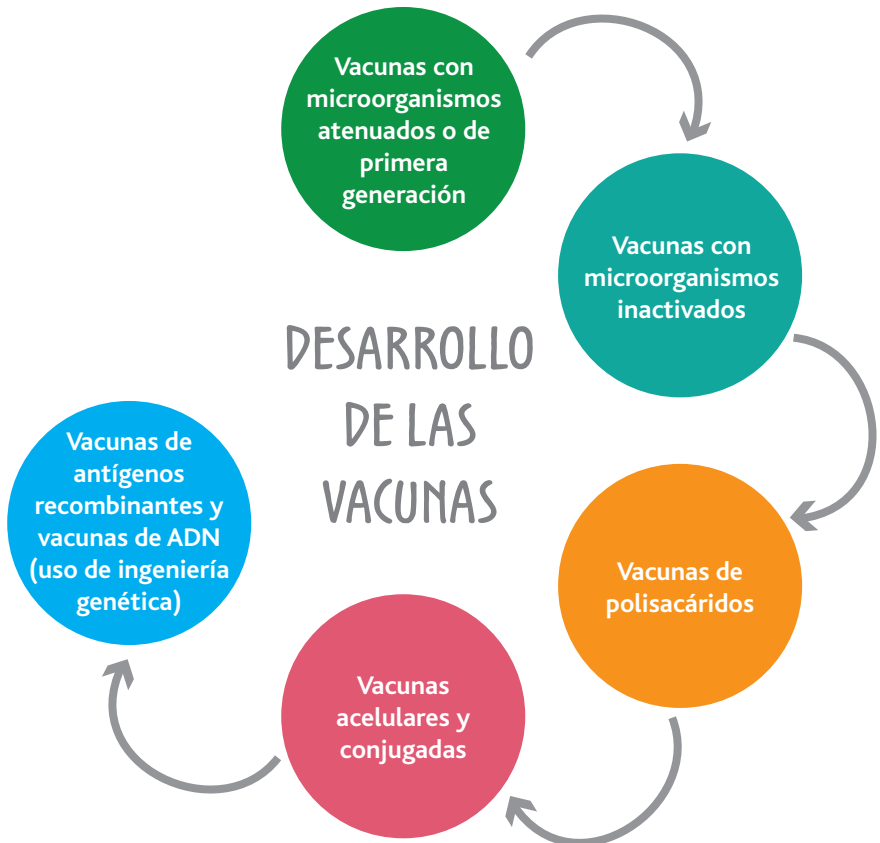 Vacunas con
microorganismos
atenuados o de
primera
generación
Vacunas con
microorganismos
inactivados
DESARROLLO
DE LAS
VACUNAS
Vacunas de
polisacáridos
Vacunas
acelulares y
conjugadas
Vacunas de
antígenos
recombinantes y
vacunas de ADN
(uso de ingeniería
genética)